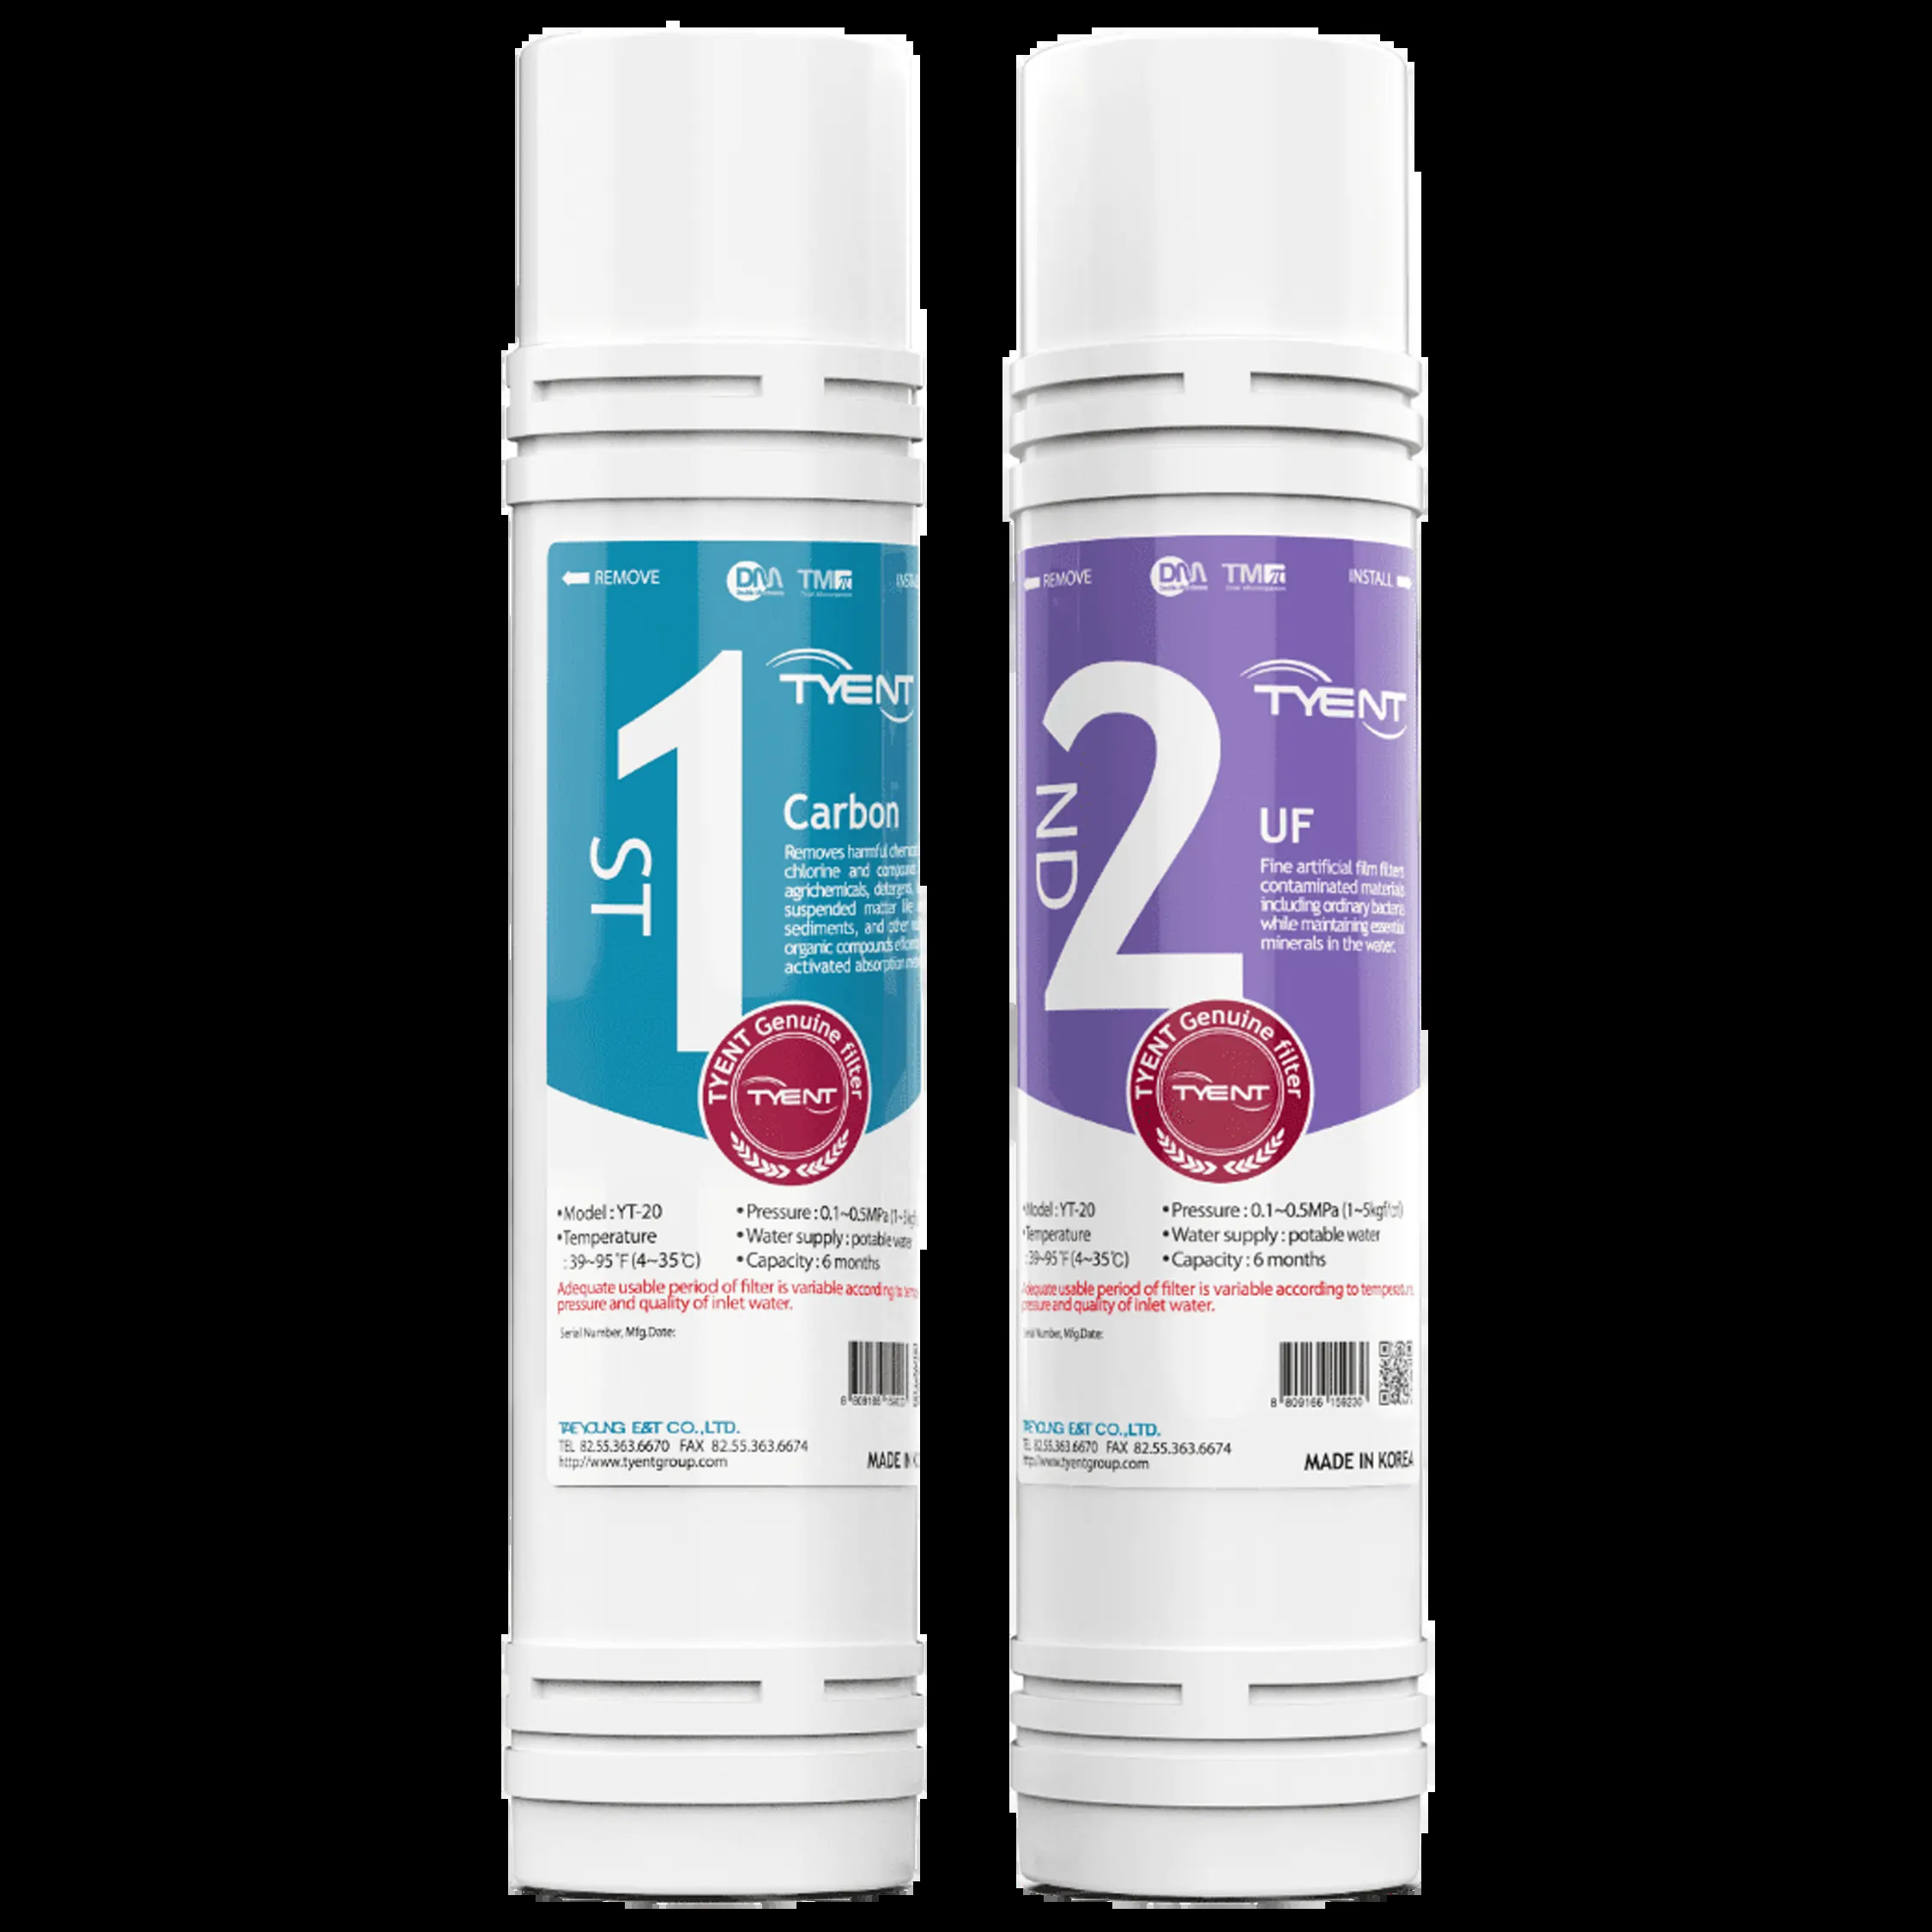 REMOVE
DM TM
TYENT
1
ST
Carbon
Removes harmful
chlorine and
agrichemicals,
suspended matter like
sediments, and other
organic compounds
activated absorption
TYENT Genuine filter
TYENT
•Model : YT-20
•Temperature
: 39~95˚F (4~35℃)
•Pressure : 0.1~0.5MPa
•Water supply : potable water
•Capacity : 6 months
Adequate usable period of filter is variable according to
pressure and quality of inlet water.
Serial Number, Mfg.Date:
TAEYOUNG E&T CO.,LTD.
TEL 82.55.363.6670 FAX 82.55.363.6674
http://www.tyentgroup.com
MADE IN
REMOVE
DM TM
INSTALL
TYENT
2
ND
UF
Fine artificial film filters
contaminated materials
including ordinary bacteria
while maintaining essential
minerals in the water.
TYENT Genuine filter
TYENT
•Model : YT-20
•Temperature
: 39~95˚F (4~35℃)
•Pressure : 0.1~0.5MPa (1~5kgf/㎠)
•Water supply : potable water
•Capacity : 6 months
Adequate usable period of filter is variable according to temperature,
pressure and quality of inlet water.
Serial Number, Mfg.Date:
8 809166 159230
TAEYOUNG E&T CO.,LTD.
TEL 82.55.363.6670 FAX 82.55.363.6674
http://www.tyentgroup.com
MADE IN KOREA